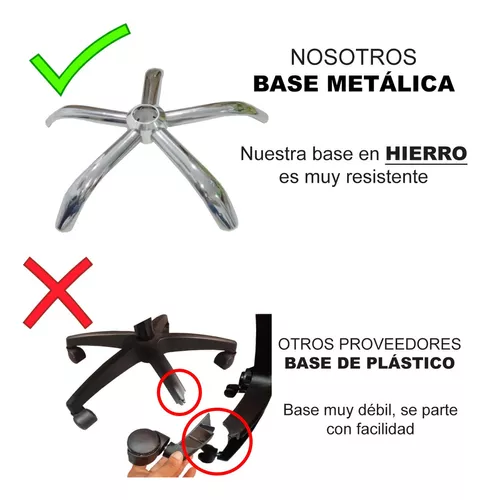 NOSOTROS
BASE METÁLICA
Nuestra base en HIERRO
es muy resistente
OTROS PROVEEDORES
BASE DE PLÁSTICO
Base muy débil, se parte
con facilidad